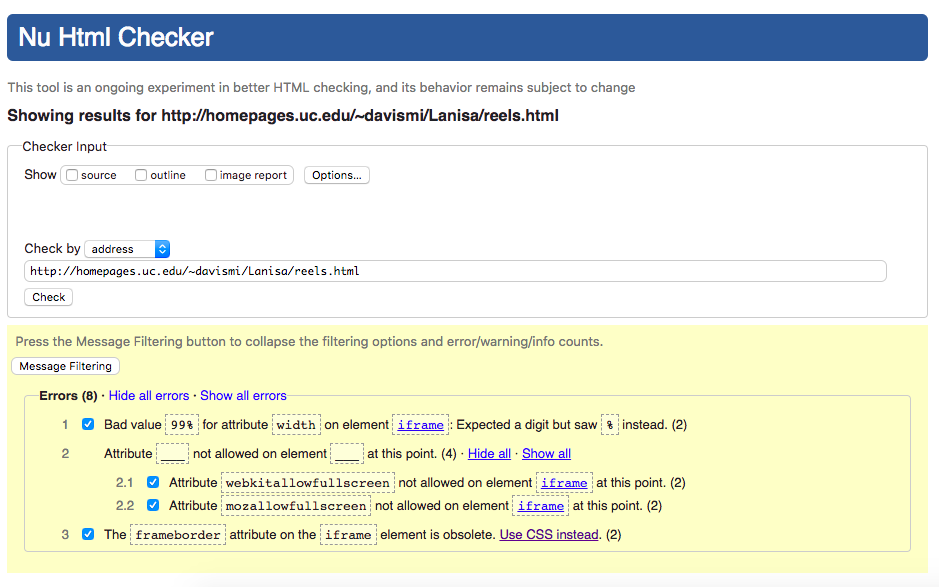 Nu Html Checker
This tool is an ongoing experiment in better HTML checking, and its behavior remains subject to change
Showing results for http://homepages.uc.edu/~davismi/Lanisa/reels.html
Checker Input
Show source outline image report Options...
Check by address
http://homepages.uc.edu/~davismi/Lanisa/reels.html
Check
Press the Message Filtering button to collapse the filtering options and error/warning/info counts.
Message Filtering
Errors (8) · Hide all errors · Show all errors
1 Bad value 99% for attribute width on element iframe: Expected a digit but saw % instead. (2)
2 Attribute ___ not allowed on element ___ at this point. (4) · Hide all · Show all
2.1 Attribute webkitallowfullscreen not allowed on element iframe at this point. (2)
2.2 Attribute mozallowfullscreen not allowed on element iframe at this point. (2)
3 The frameborder attribute on the iframe element is obsolete. Use CSS instead. (2)